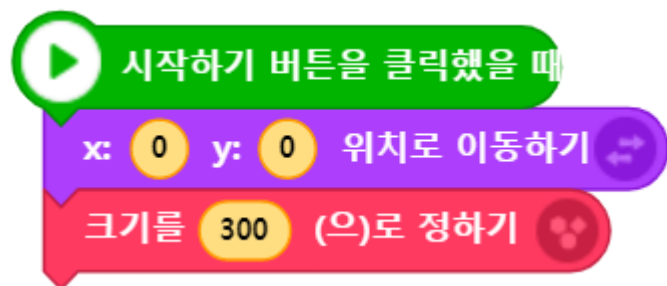 시작하기 버튼을 클릭했을 때
x: 0 y: 0 위치로 이동하기
크기를 300 (으)로 정하기